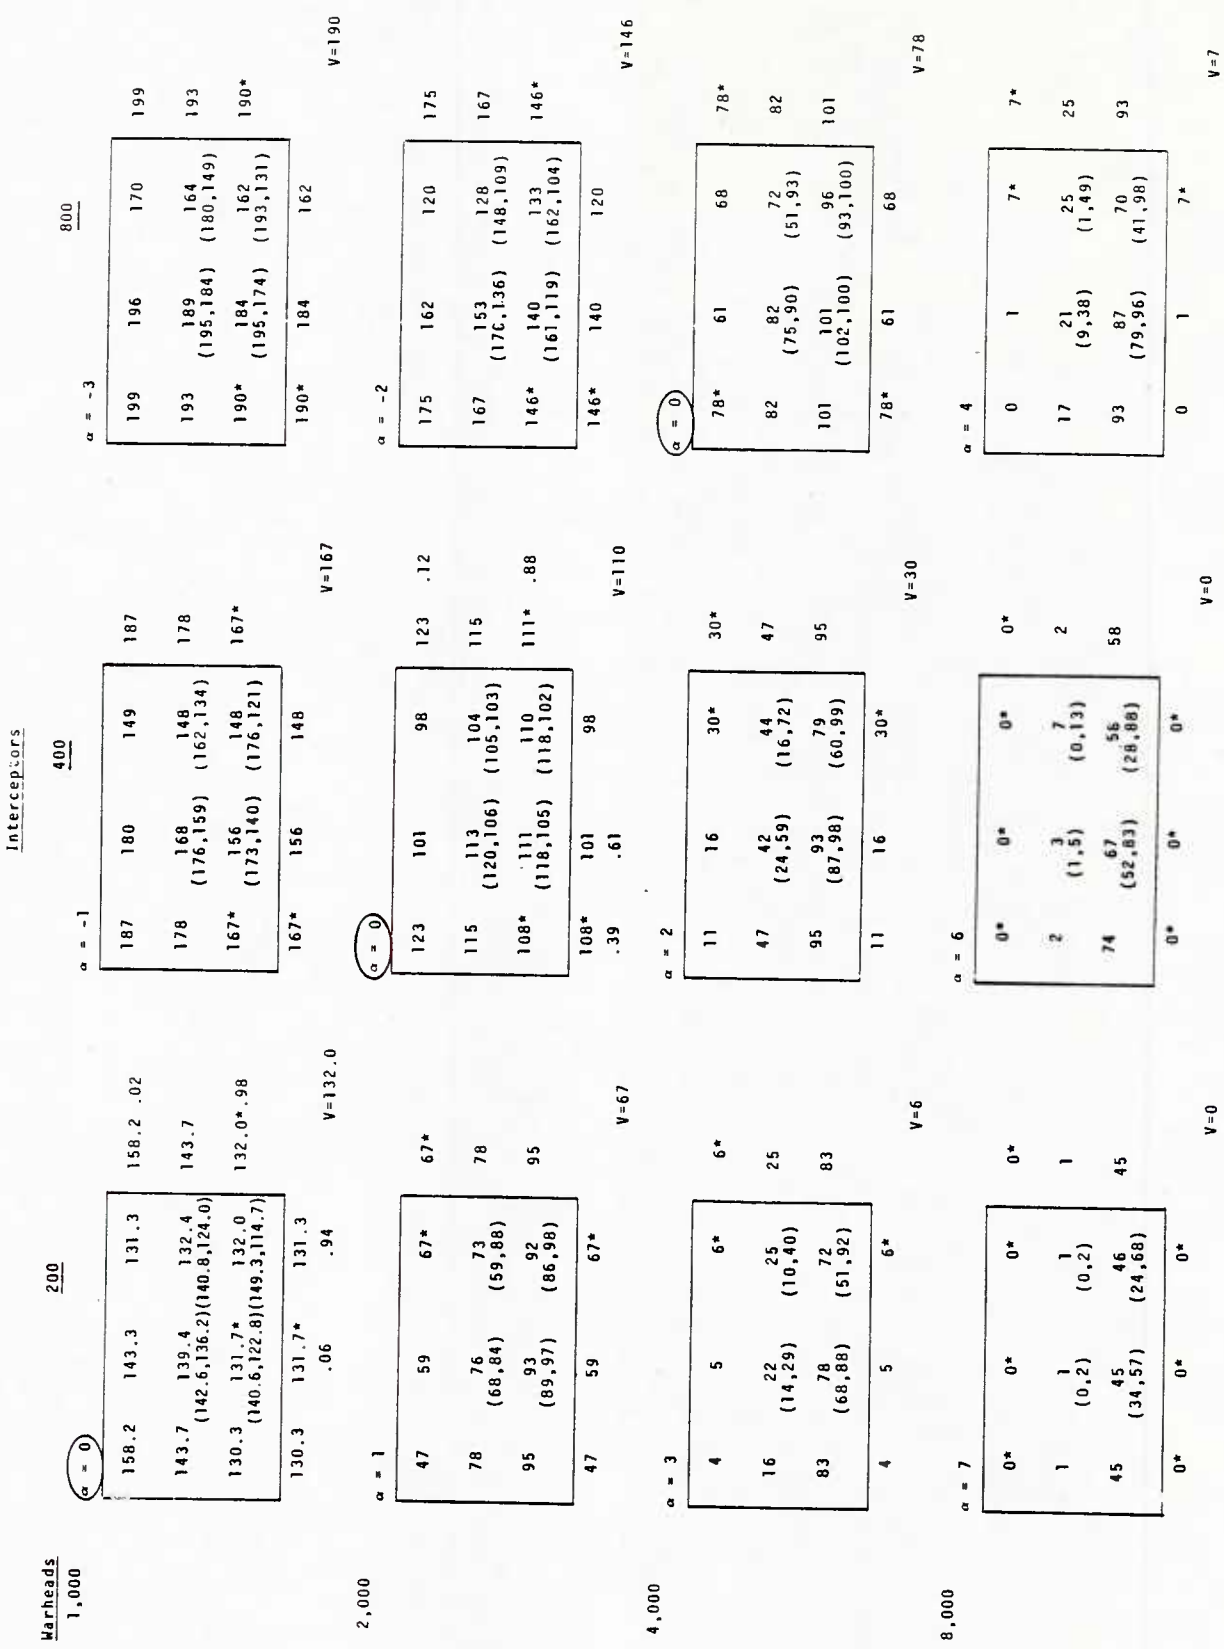 Interceptors
Warheads 200 400 800
1,000
α = 0
158.2 143.3 131.3 158.2 .02
143.7 139.4 132.4 143.7
(142.6,136.2)(140.8,124.0)
130.3 131.7* 132.0 132.0*.98
(140.6,122.8)(149.3,114.7)
130.3 131.7* 131.3
.06 .94
V=132.0
α = -1
187 180 149 187
178 168 148 178
(176,159) (162,134)
167* 156 148 167*
(173,140) (176,121)
167* 156 148
V=167
α = -3
199 196 170 199
193 189 164 193
(195,184) (180,149)
190* 184 162 190*
(195,174) (193,131)
190* 184 162
V=190
2,000
α = 1
47 59 67* 67*
78 76 73 78
(68,84) (59,88)
95 93 92 95
(89,97) (86,98)
47 59 67*
V=67
α = 0
123 101 98 123 .12
115 113 104 115
(120,106) (105,103)
108* 111 110 111* .88
(118,105) (118,102)
108* 101 98
.39 .61
V=110
α = -2
175 162 120 175
167 153 128 167
(170,136) (148,109)
146* 140 133 146*
(161,119) (162,104)
146* 140 120
V=146
4,000
α = 3
4 5 6* 6*
16 22 25 25
(14,29) (10,40)
83 78 72 83
(68,88) (51,92)
4 5 6*
V=6
α = 2
11 16 30* 30*
47 42 44 47
(24,59) (16,72)
95 93 79 95
(87,98) (60,99)
11 16 30*
V=30
α = 0
78* 61 68 78*
82 82 72 82
(75,90) (51,93)
101 101 96 101
(102,100) (93,100)
78* 61 68
V=78
8,000
α = 7
0* 0* 0* 0*
1 1 1 1
(0,2) (0,2)
45 45 46 45
(34,57) (24,68)
0* 0* 0*
V=0
α = 6
0* 0* 0* 0*
2 3 7 2
(1,5) (0,13)
74 67 58
(52,83) (28,88)
0* 0* 0*
V=0
α = 4
0 1 7* 7*
17 21 25 25
(9,38) (1,49)
93 87 70 93
(79,96) (41,98)
0 1 7*
V=7